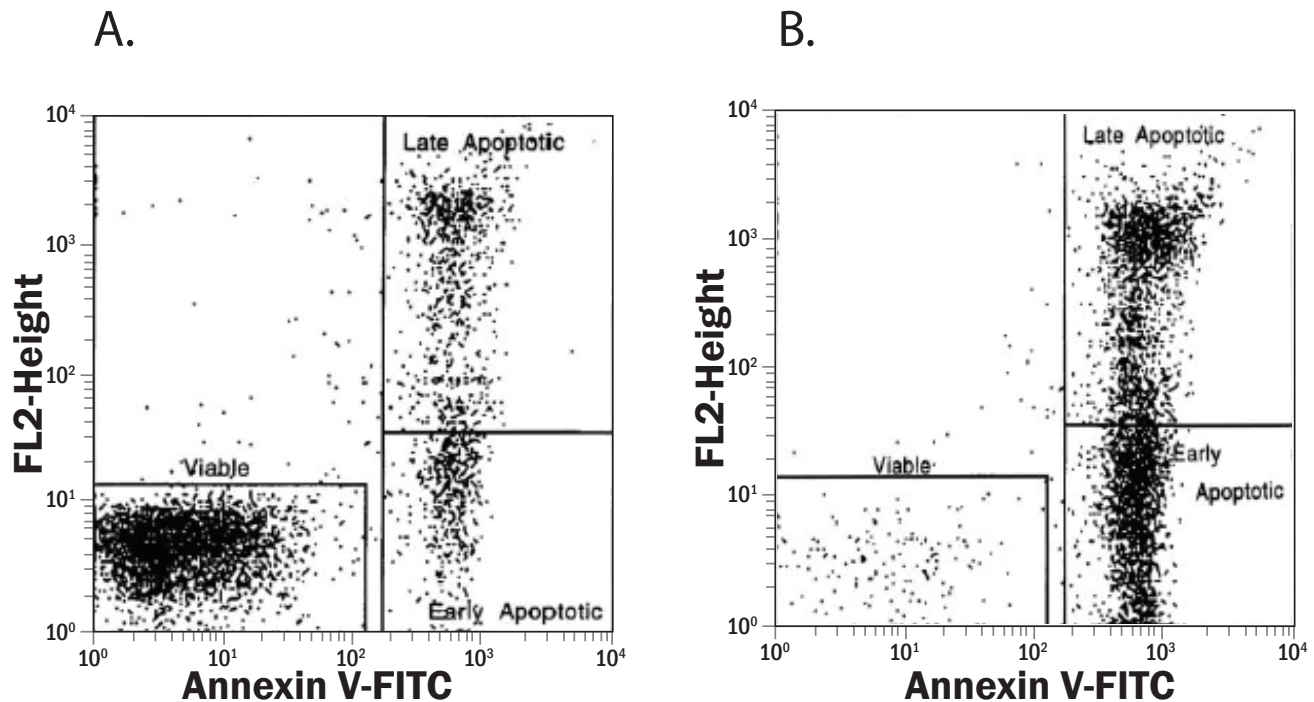 A.
B.
10⁴
Late Apoptotic
10³
FL2-Height
10²
Viable
10¹
Early Apoptotic
10⁰
10⁰ 10¹ 10² 10³ 10⁴
Annexin V-FITC
10⁴
Late Apoptotic
10³
FL2-Height
10²
Early
Viable
Apoptotic
10¹
10⁰
10⁰ 10¹ 10² 10³ 10⁴
Annexin V-FITC